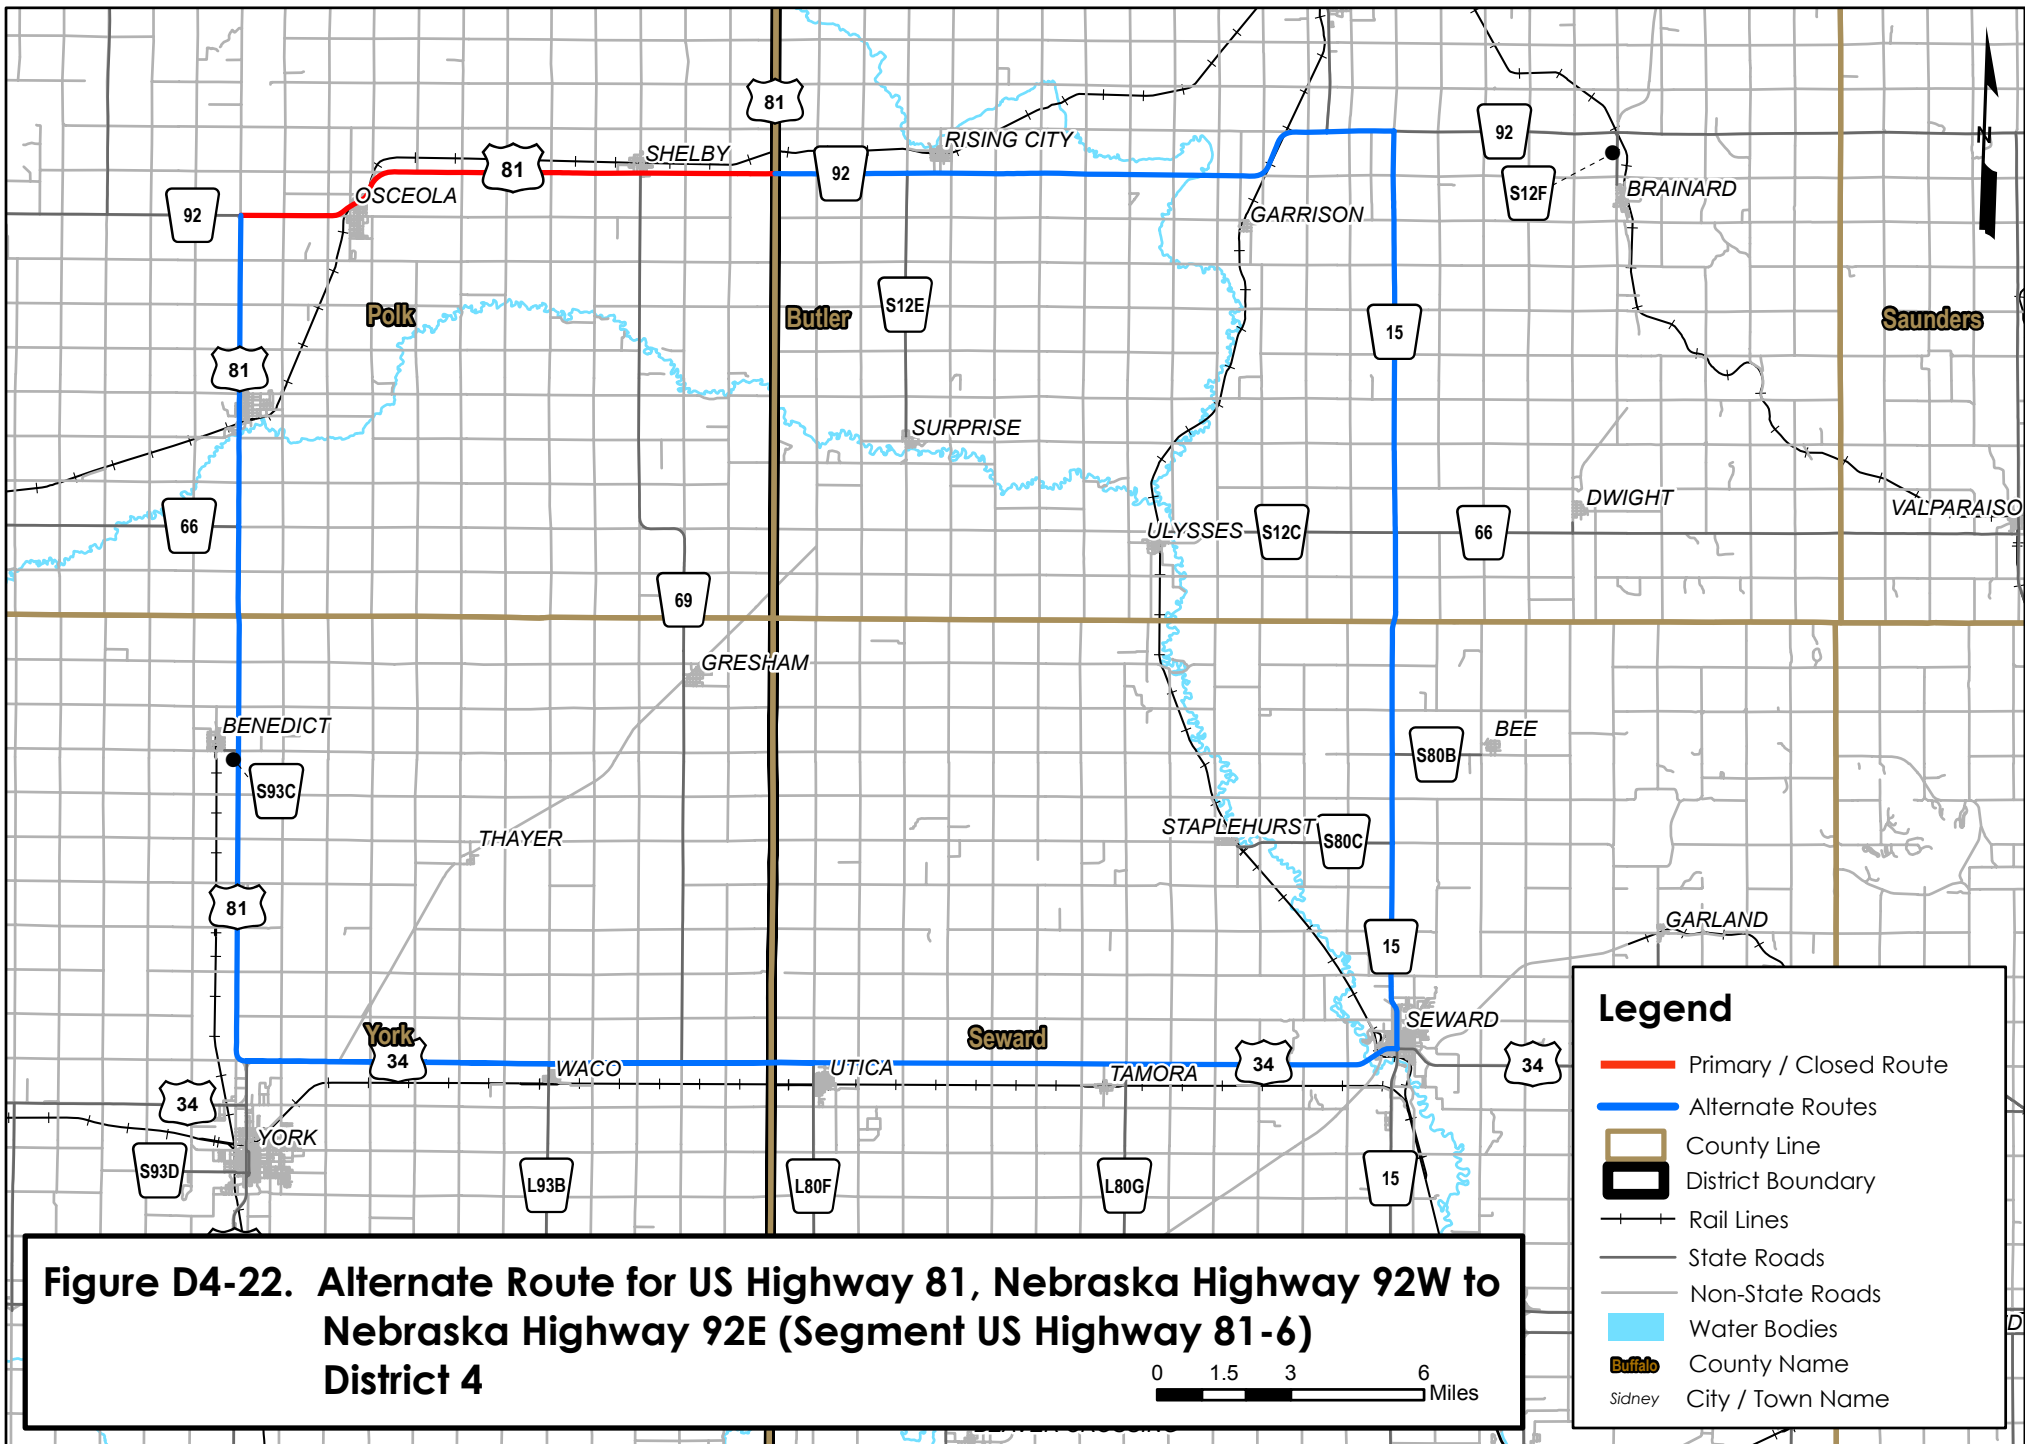 81
92
SHELBY
RISING CITY
81
92
S12F
BRAINARD
92
OSCEOLA
GARRISON
N
Polk
Butler
S12E
15
Saunders
81
SURPRISE
66
ULYSSES
S12C
66
DWIGHT
VALPARAISO
69
GRESHAM
BENEDICT
S93C
S80B
BEE
THAYER
STAPLEHURST
S80C
81
15
GARLAND
York
34
WACO
UTICA
Seward
TAMORA
34
SEWARD
34
34
YORK
S93D
L93B
L80F
L80G
15
Legend
Primary / Closed Route
Alternate Routes
County Line
District Boundary
Rail Lines
State Roads
Non-State Roads
Water Bodies
Buffalo County Name
Sidney City / Town Name
Figure D4-22. Alternate Route for US Highway 81, Nebraska Highway 92W to
Nebraska Highway 92E (Segment US Highway 81-6)
District 4
0 1.5 3 6
Miles